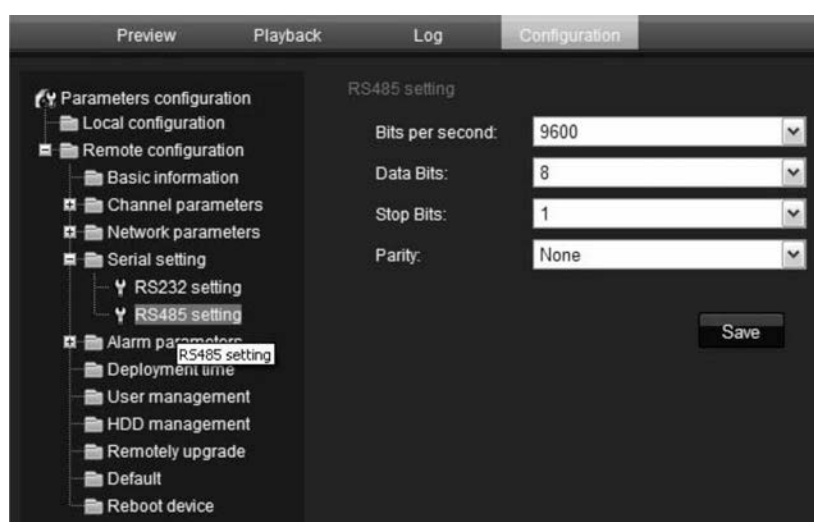 Preview Playback Log Configuration
Parameters configuration
Local configuration
Remote configuration
Basic information
Channel parameters
Network parameters
Serial setting
RS232 setting
RS485 setting
Alarm parameters
RS485 setting
Deployment time
User management
HDD management
Remotely upgrade
Default
Reboot device
RS485 setting
Bits per second: 9600
Data Bits: 8
Stop Bits: 1
Parity: None
Save